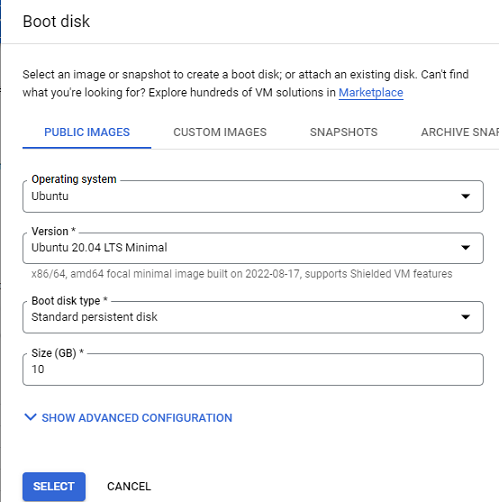 Boot disk
Select an image or snapshot to create a boot disk; or attach an existing disk. Can't find
what you're looking for? Explore hundreds of VM solutions in Marketplace
PUBLIC IMAGES CUSTOM IMAGES SNAPSHOTS ARCHIVE SNAP
Operating system
Ubuntu
Version *
Ubuntu 20.04 LTS Minimal
x86/64, amd64 focal minimal image built on 2022-08-17, supports Shielded VM features
Boot disk type *
Standard persistent disk
Size (GB) *
10
SHOW ADVANCED CONFIGURATION
SELECT CANCEL